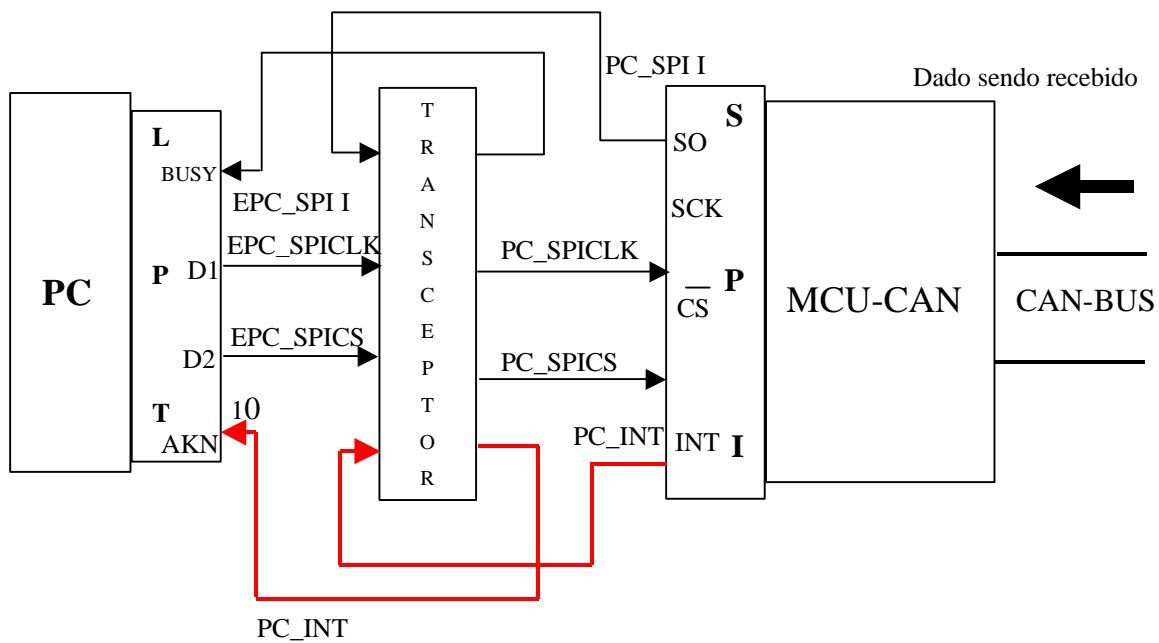 PC
L
P
T
BUSY
D1
D2
AKN
10
EPC_SPI I
EPC_SPICLK
EPC_SPICS
PC_INT
TRANSCEPTOR
PC_SPI I
PC_SPICLK
PC_SPICS
PC_INT
SO
SCK
CS
INT
S
P
I
MCU-CAN
Dado sendo recebido
CAN-BUS